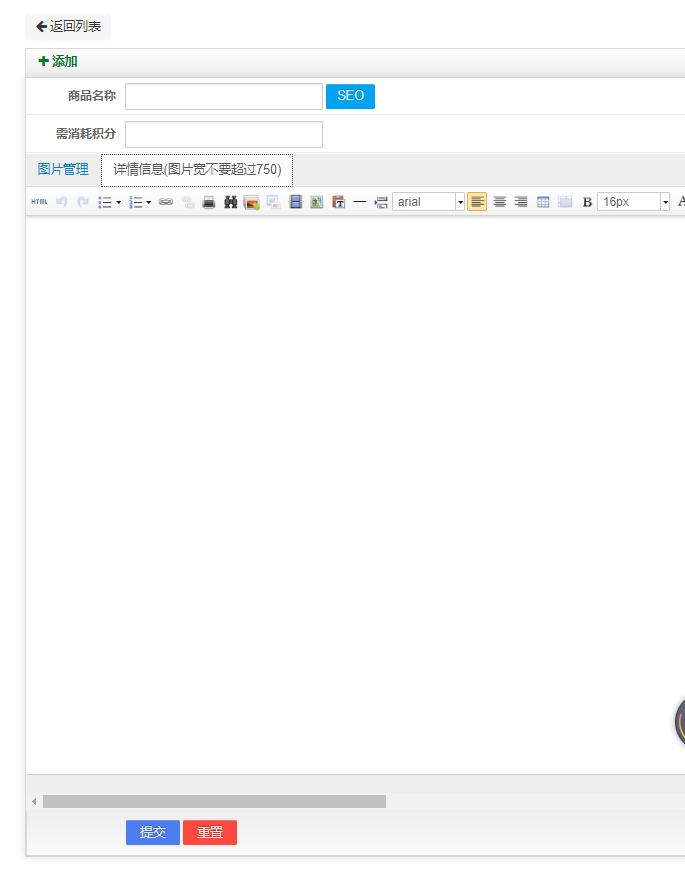 返回列表
添加
商品名称 SEO
需消耗积分
图片管理 详情信息(图片宽不要超过750)
HTML arial B 16px A
提交 重置